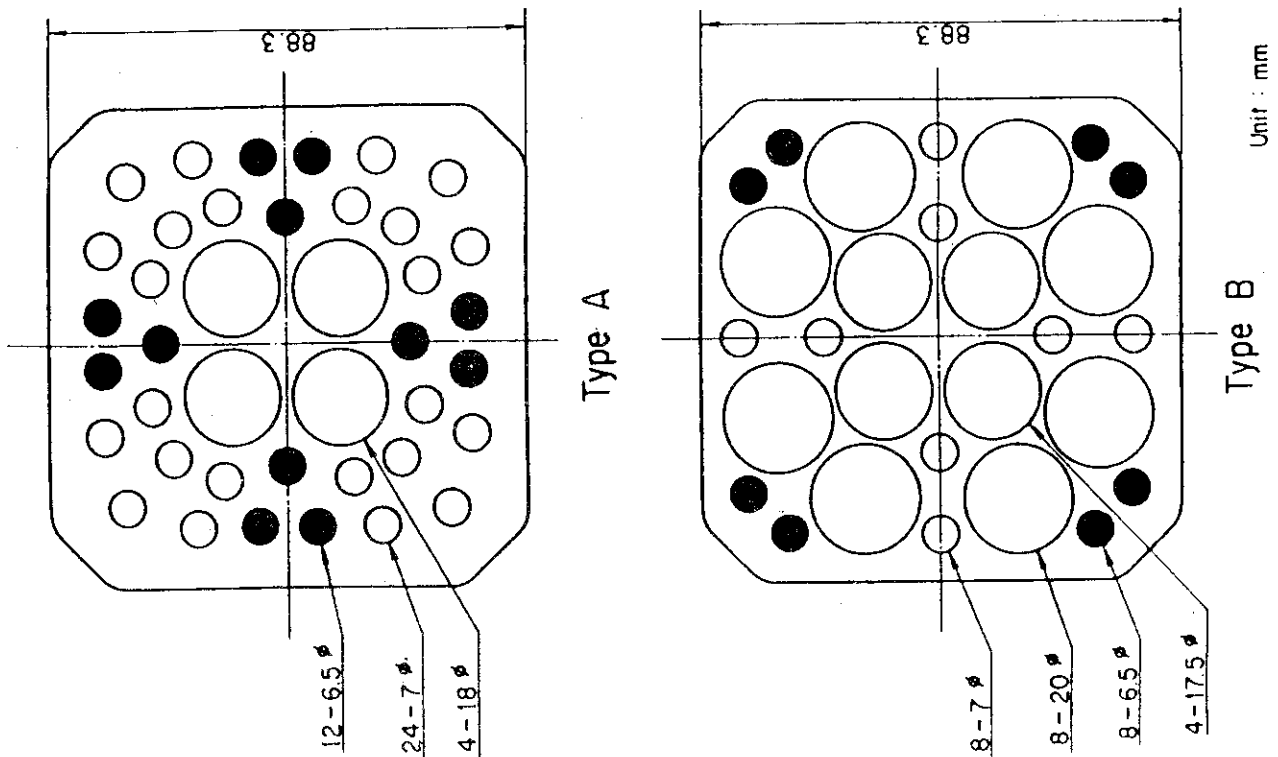 88.3
12-6.5ø
24-7ø.
4-18ø
Type A
88.3
8-7ø
8-20ø
8-6.5ø
4-17.5ø
Type B
Unit : mm